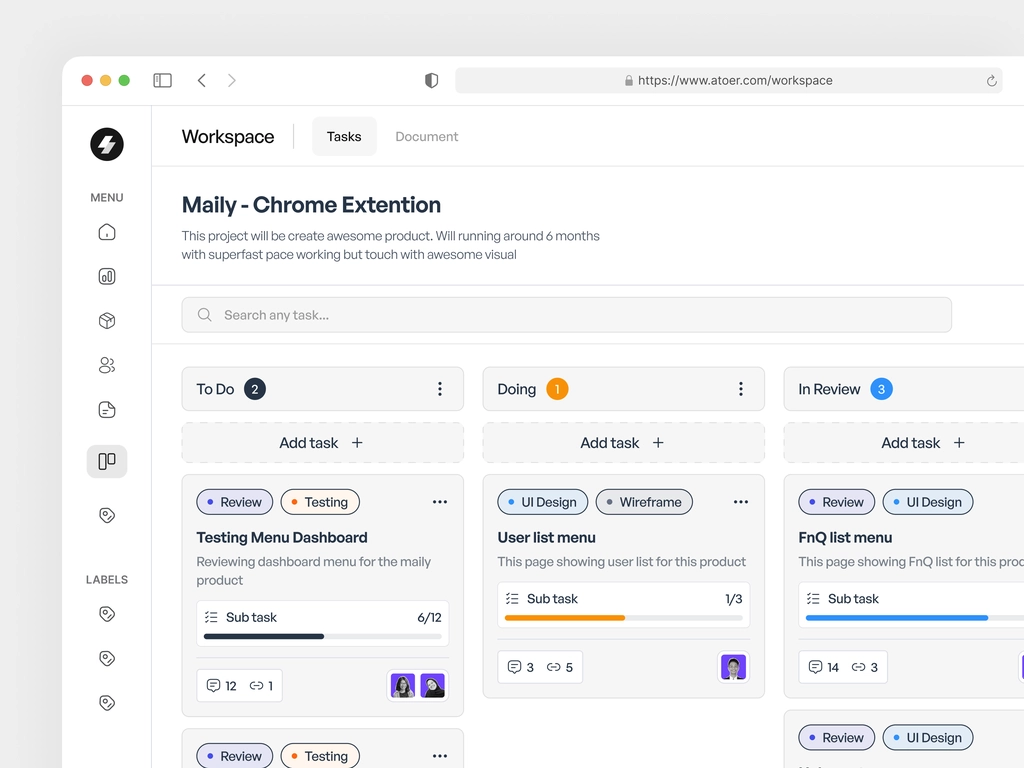 https://www.atoer.com/workspace
Workspace
Tasks
Document
MENU
Maily - Chrome Extention
This project will be create awesome product. Will running around 6 months
with superfast pace working but touch with awesome visual
Search any task...
To Do 2
Doing 1
In Review 3
Add task +
Add task +
Add task +
Review
Testing
Testing Menu Dashboard
Reviewing dashboard menu for the maily
product
Sub task 6/12
12 1
Review
Testing
UI Design
Wireframe
User list menu
This page showing user list for this product
Sub task 1/3
3 5
Review
UI Design
FnQ list menu
This page showing FnQ list for this
Sub task
14 3
Review
UI Design
LABELS